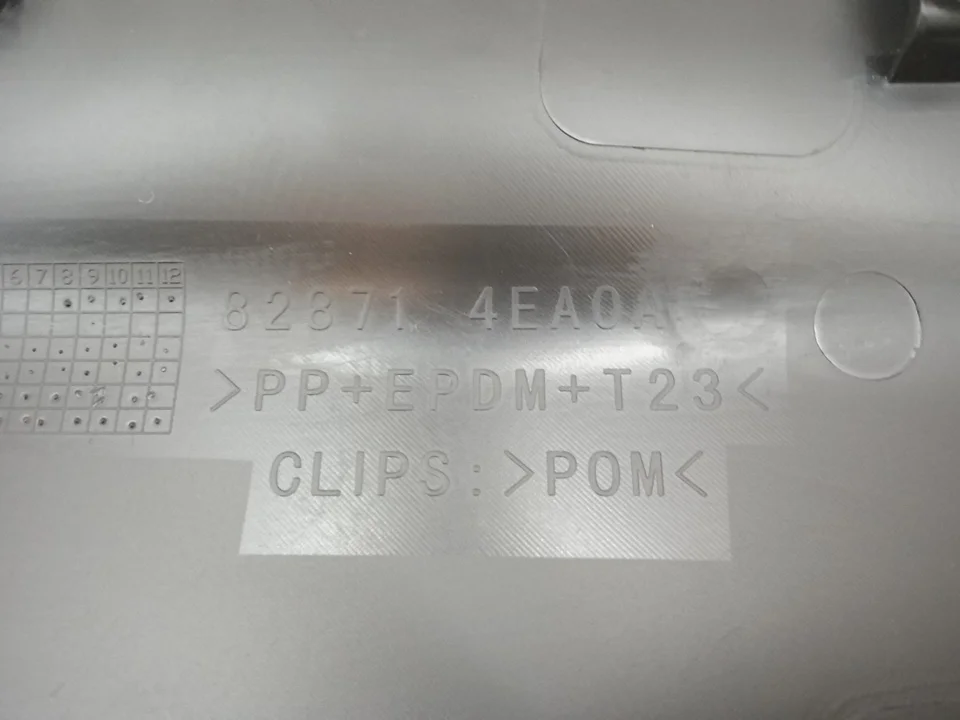 6 7 8 9 10 11 12
82871 4EA0A
>PP+EPDM+T23<
CLIPS:>POM<